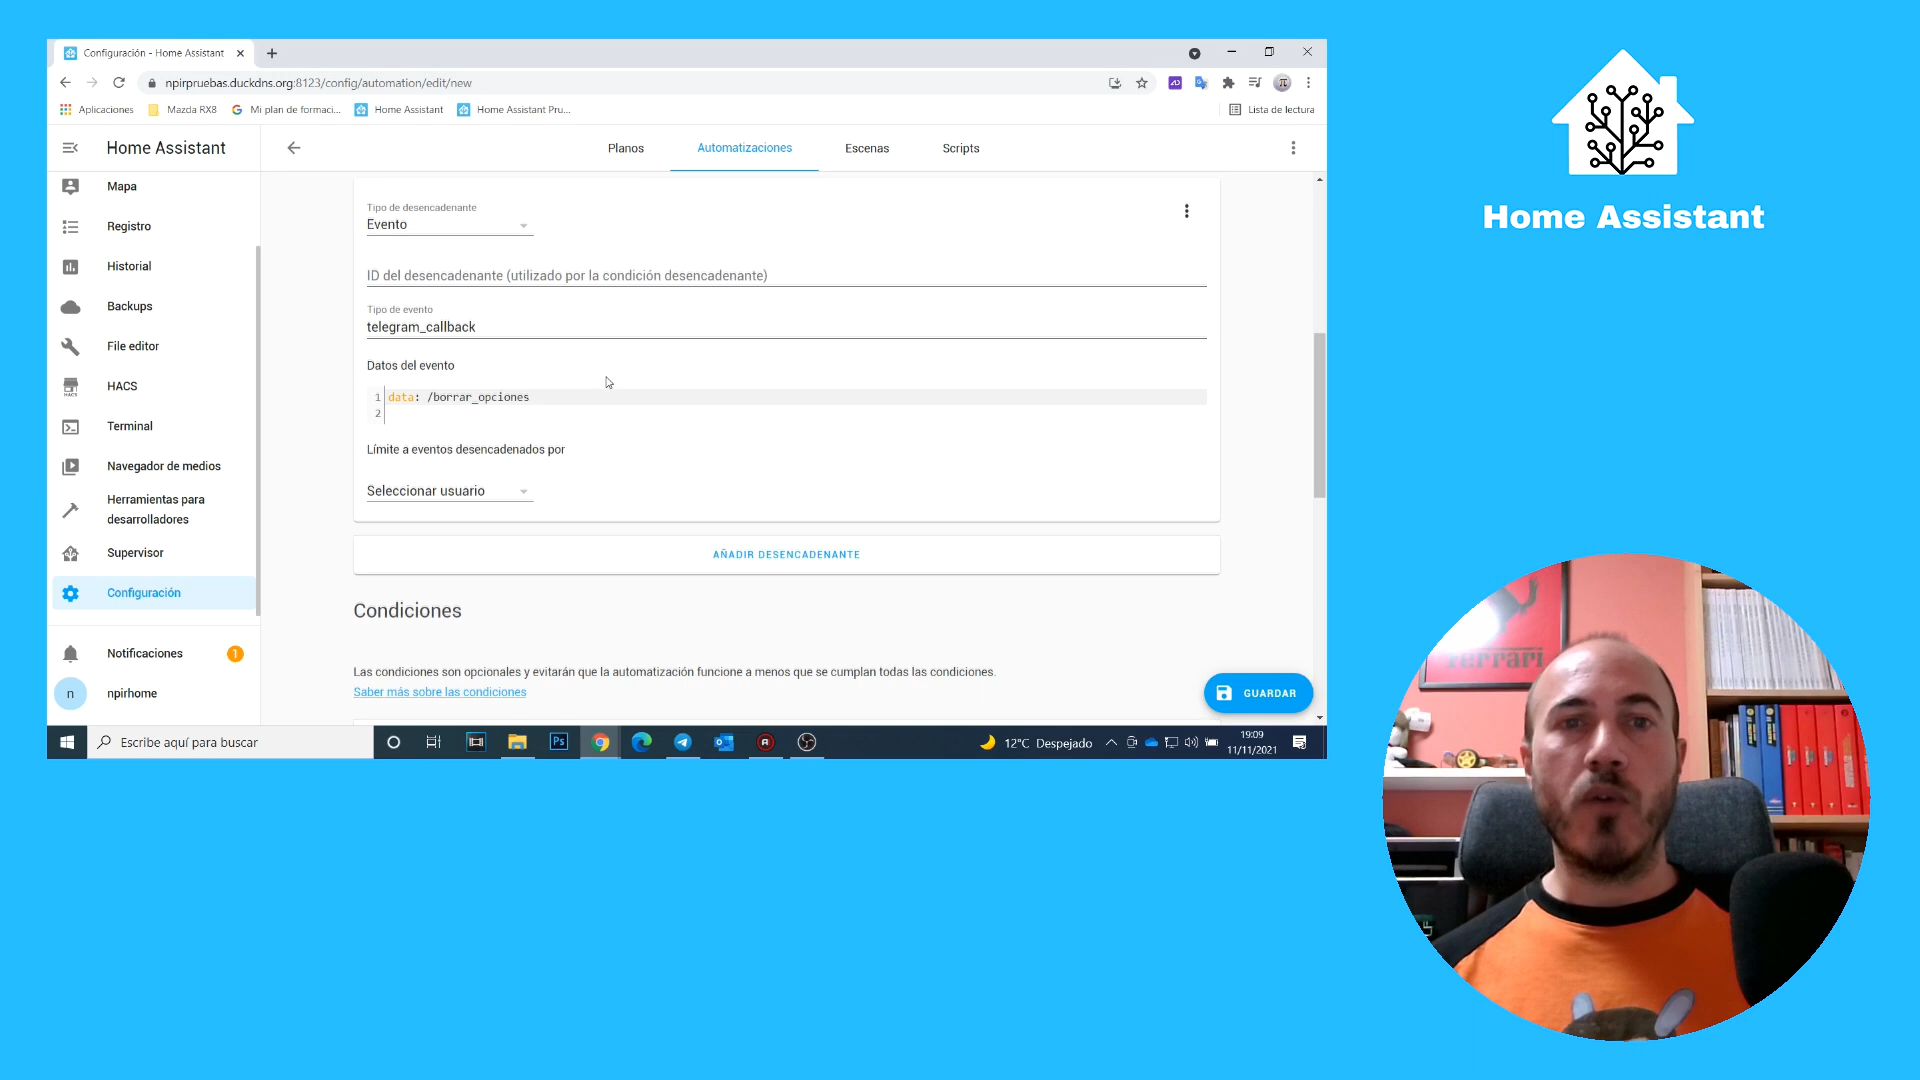 Configuración - Home Assistant
npirpruebas.duckdns.org:8123/config/automation/edit/new
Aplicaciones
Mazda RX8
Mi plan de formaci...
Home Assistant
Home Assistant Pru...
Lista de lectura
Home Assistant
Planos
Automatizaciones
Escenas
Scripts
Mapa
Registro
Historial
Backups
File editor
HACS
Terminal
Navegador de medios
Herramientas para
desarrolladores
Supervisor
Configuración
Notificaciones
1
n
npirhome
Tipo de desencadenante
Evento
ID del desencadenante (utilizado por la condición desencadenante)
Tipo de evento
telegram_callback
Datos del evento
1 data: /borrar_opciones
2
Límite a eventos desencadenados por
Seleccionar usuario
AÑADIR DESENCADENANTE
Condiciones
Las condiciones son opcionales y evitarán que la automatización funcione a menos que se cumplan todas las condiciones.
Saber más sobre las condiciones
GUARDAR
Escribe aquí para buscar
Ps
12°C Despejado
19:09
11/11/2021
Home Assistant
ferrari